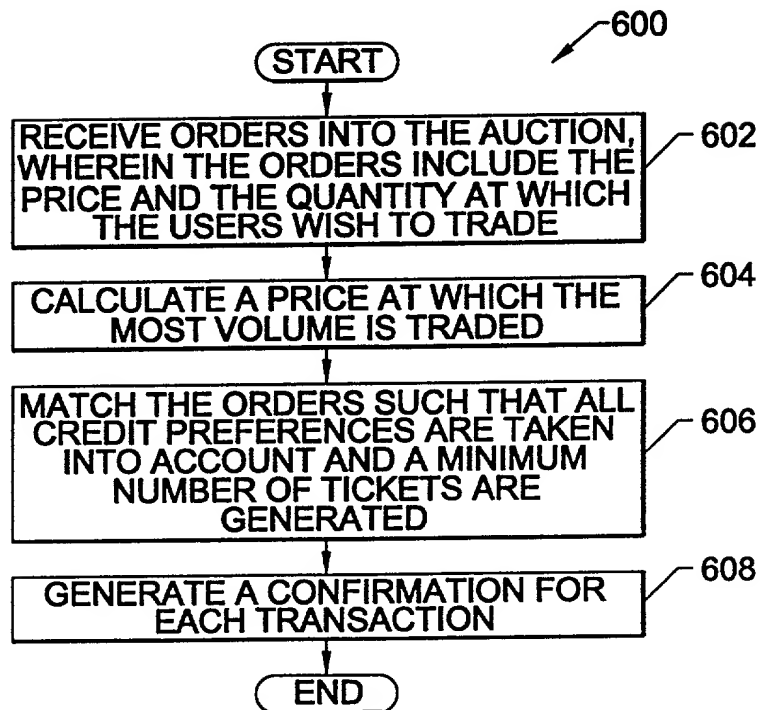 600
START
RECEIVE ORDERS INTO THE AUCTION,
WHEREIN THE ORDERS INCLUDE THE
PRICE AND THE QUANTITY AT WHICH
THE USERS WISH TO TRADE
602
CALCULATE A PRICE AT WHICH THE
MOST VOLUME IS TRADED
604
MATCH THE ORDERS SUCH THAT ALL
CREDIT PREFERENCES ARE TAKEN
INTO ACCOUNT AND A MINIMUM
NUMBER OF TICKETS ARE
GENERATED
606
GENERATE A CONFIRMATION FOR
EACH TRANSACTION
608
END